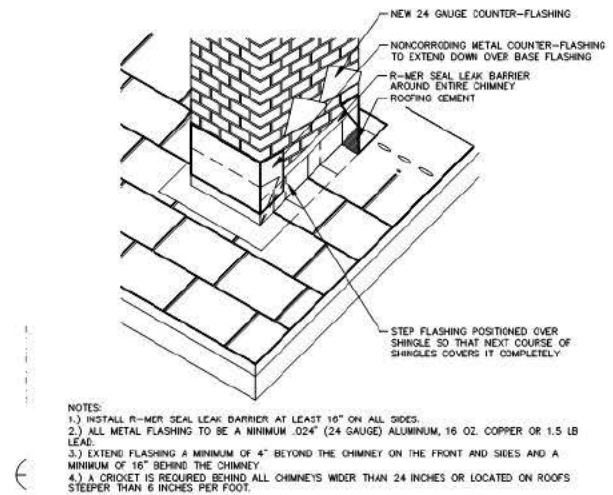 NEW 24 GAUGE COUNTER-FLASHING
NONCORRODING METAL COUNTER-FLASHING
TO EXTEND DOWN OVER BASE FLASHING
R-MER SEAL LEAK BARRIER
AROUND ENTIRE CHIMNEY
ROOFING CEMENT
STEP FLASHING POSITIONED OVER
SHINGLE SO THAT NEXT COURSE OF
SHINGLES COVERS IT COMPLETELY
NOTES:
1.) INSTALL R-MER SEAL LEAK BARRIER AT LEAST 16" ON ALL SIDES.
2.) ALL METAL FLASHING TO BE A MINIMUM .024" (24 GAUGE) ALUMINUM, 16 OZ. COPPER OR 1.5 LB
LEAD.
3.) EXTEND FLASHING A MINIMUM OF 4" BEYOND THE CHIMNEY ON THE FRONT AND SIDES AND A
MINIMUM OF 16" BEHIND THE CHIMNEY
4.) A CRICKET IS REQUIRED BEHIND ALL CHIMNEYS WIDER THAN 24 INCHES OR LOCATED ON ROOFS
STEEPER THAN 6 INCHES PER FOOT.